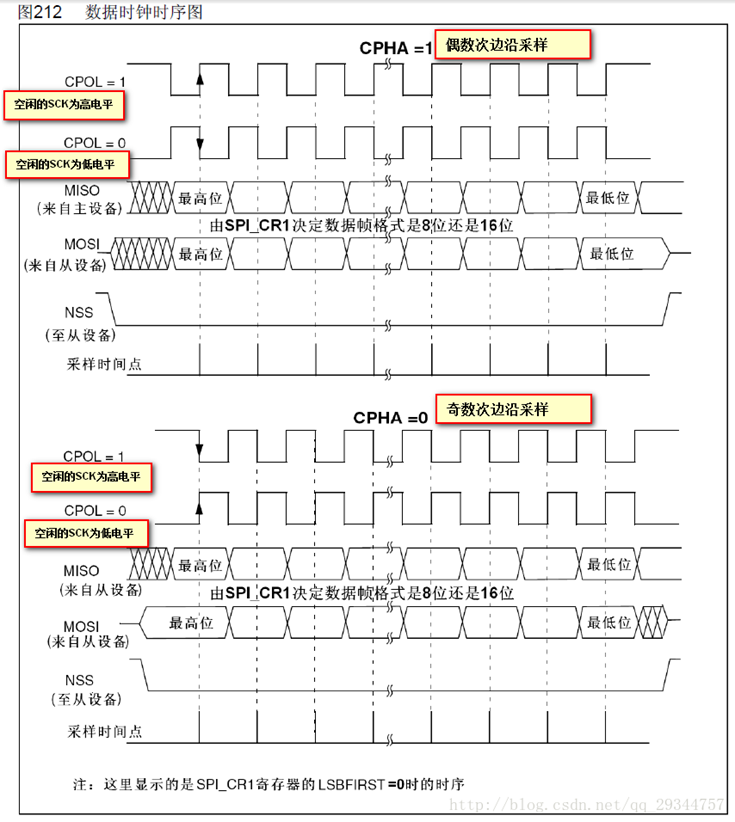 图212 数据时钟时序图
CPHA =1 偶数次边沿采样
CPOL = 1
空闲的SCK为高电平
CPOL = 0
空闲的SCK为低电平
MISO 最高位 最低位
(来自主设备)
由SPI_CR1决定数据帧格式是8位还是16位
MOSI 最高位 最低位
(来自从设备)
NSS
(至从设备)
采样时间点
CPHA =0 奇数次边沿采样
CPOL = 1
空闲的SCK为高电平
CPOL = 0
空闲的SCK为低电平
MISO 最高位 最低位
(来自从设备)
由SPI_CR1决定数据帧格式是8位还是16位
MOSI 最高位 最低位
(来自从设备)
NSS
(至从设备)
采样时间点
注：这里显示的是SPI_CR1寄存器的LSBFIRST=0时的时序
http://blog.csdn.net/qq_29344757